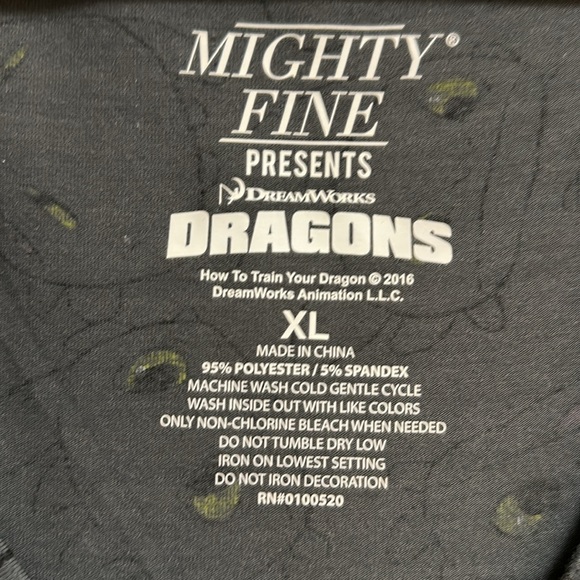 MIGHTY®
FINE
PRESENTS
DREAMWORKS
DRAGONS
How To Train Your Dragon © 2016
DreamWorks Animation L.L.C.
XL
MADE IN CHINA
95% POLYESTER / 5% SPANDEX
MACHINE WASH COLD GENTLE CYCLE
WASH INSIDE OUT WITH LIKE COLORS
ONLY NON-CHLORINE BLEACH WHEN NEEDED
DO NOT TUMBLE DRY LOW
IRON ON LOWEST SETTING
DO NOT IRON DECORATION
RN#0100520